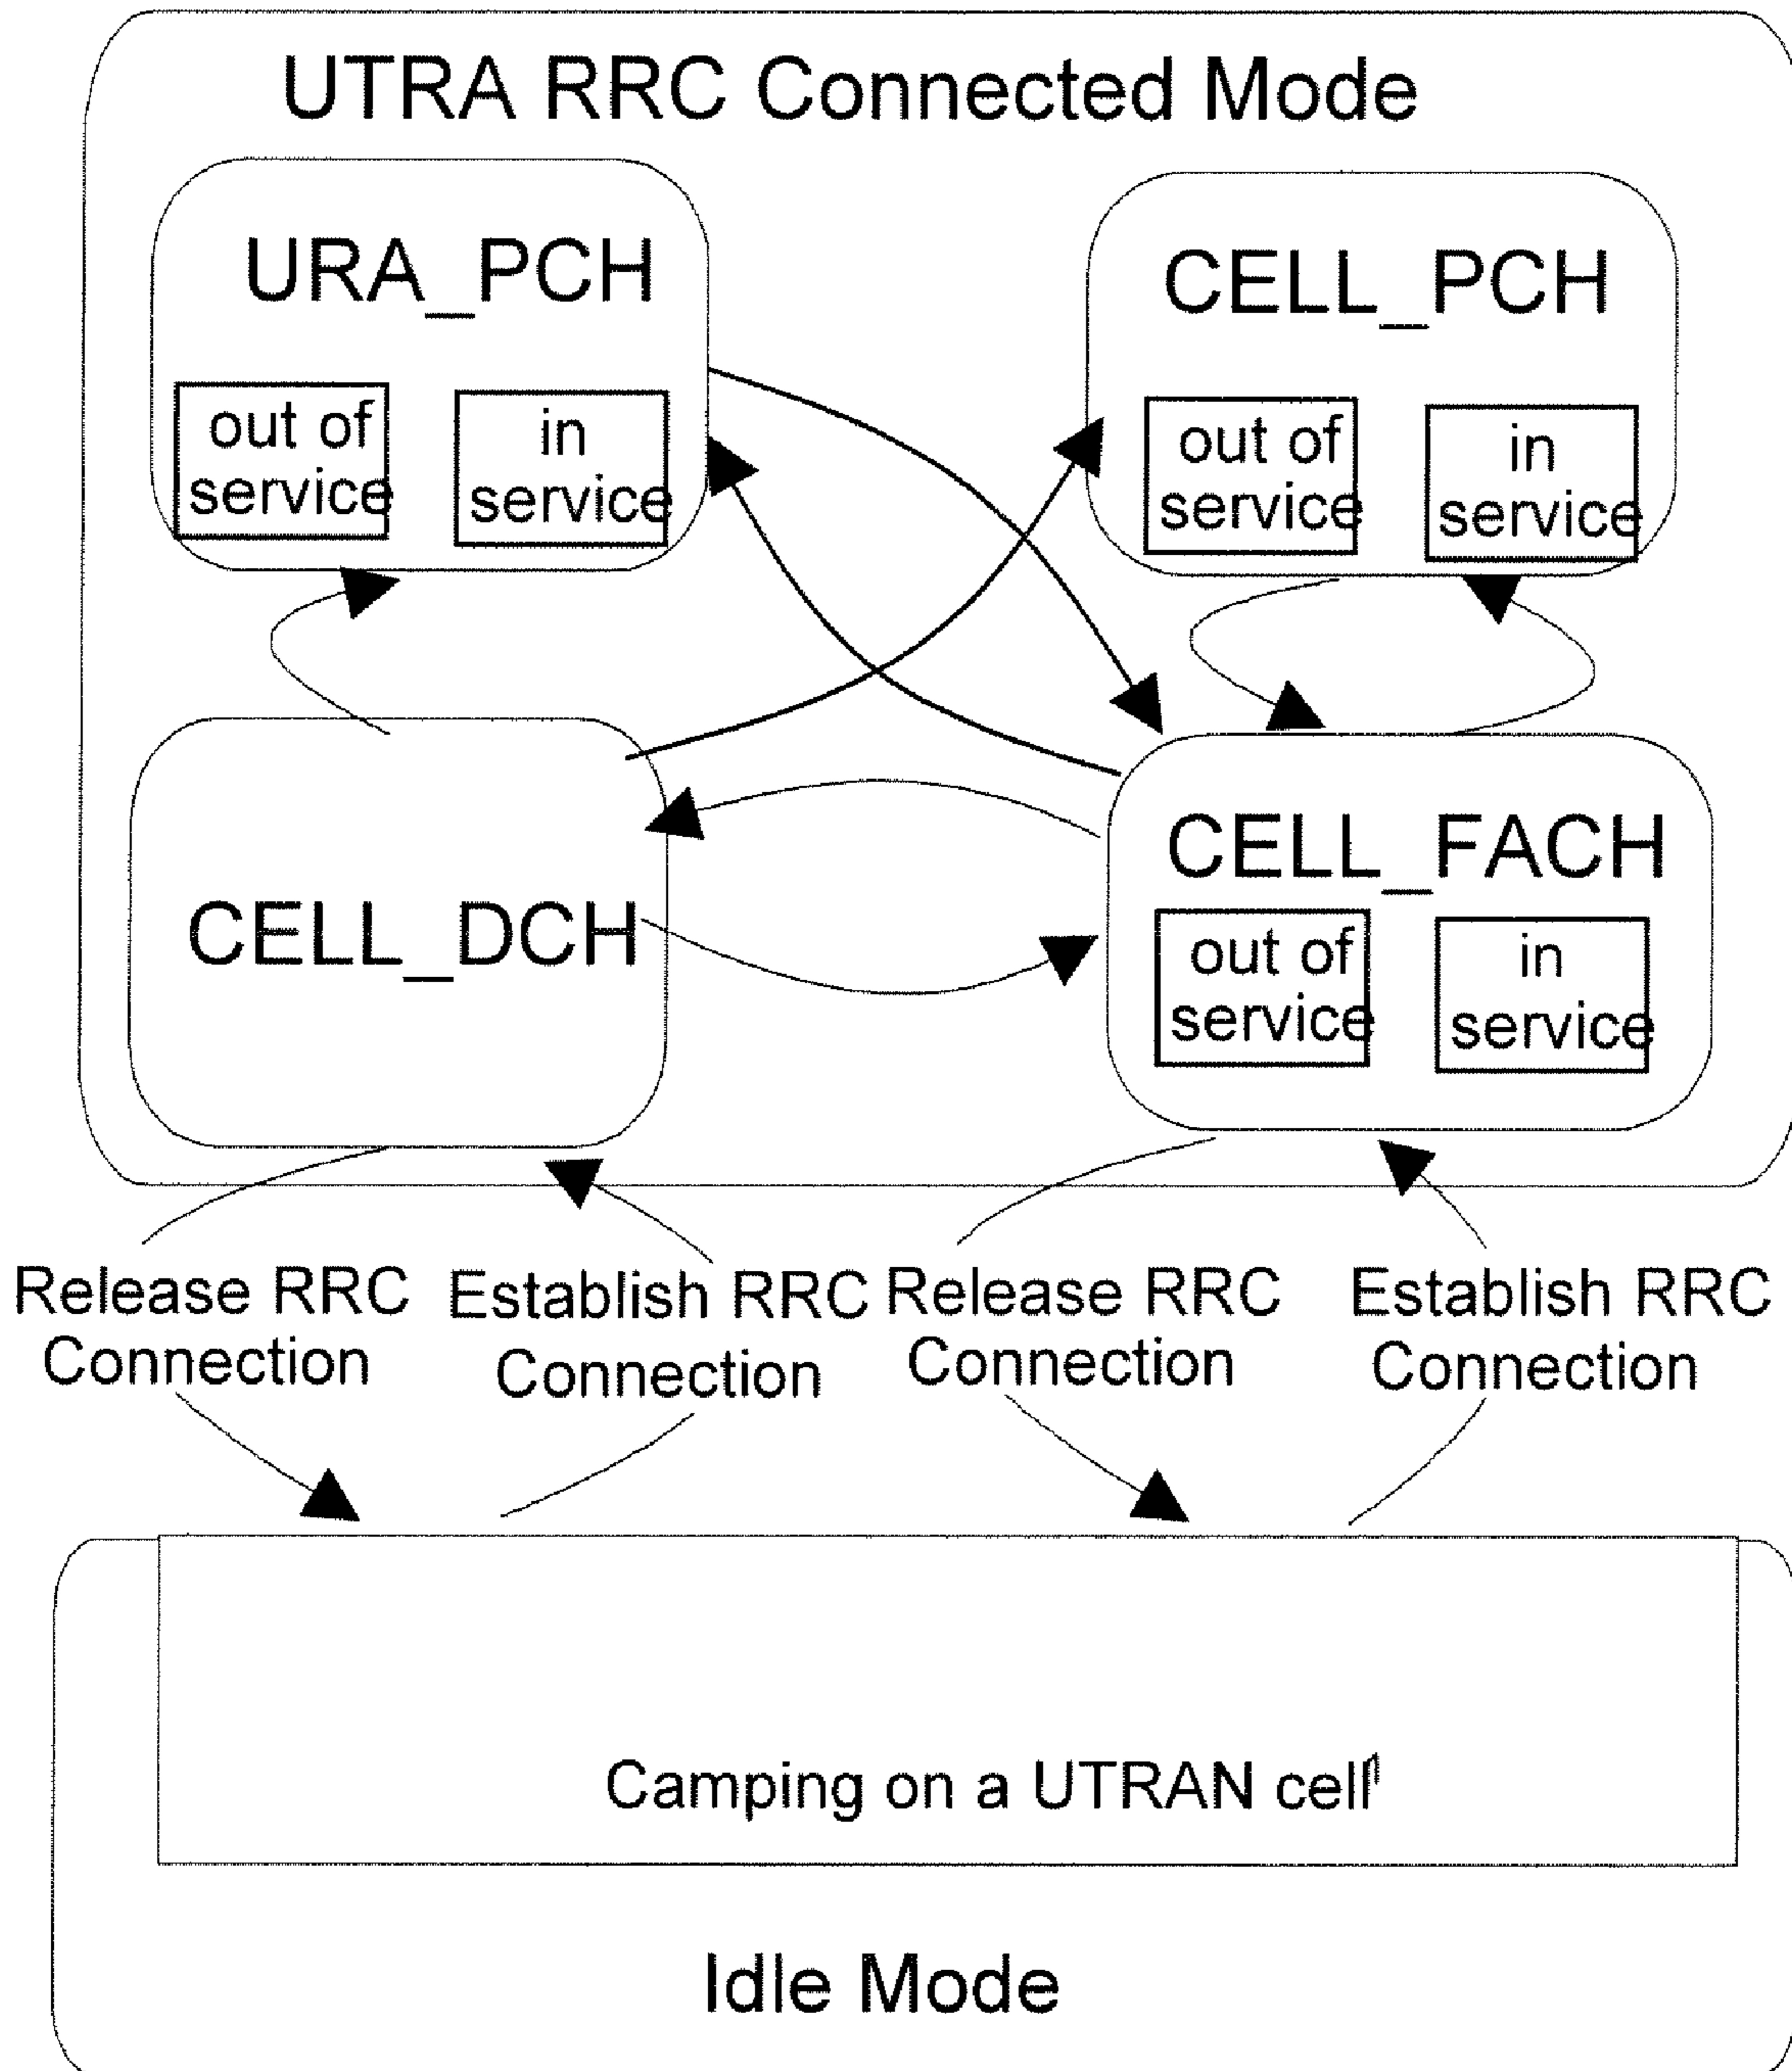 UTRA RRC Connected Mode
URA_PCH
out of
service
in
service
CELL_PCH
out of
service
in
service
CELL_DCH
CELL_FACH
out of
service
in
service
Release RRC
Connection
Establish RRC
Connection
Release RRC
Connection
Establish RRC
Connection
Camping on a UTRAN cell¹
Idle Mode